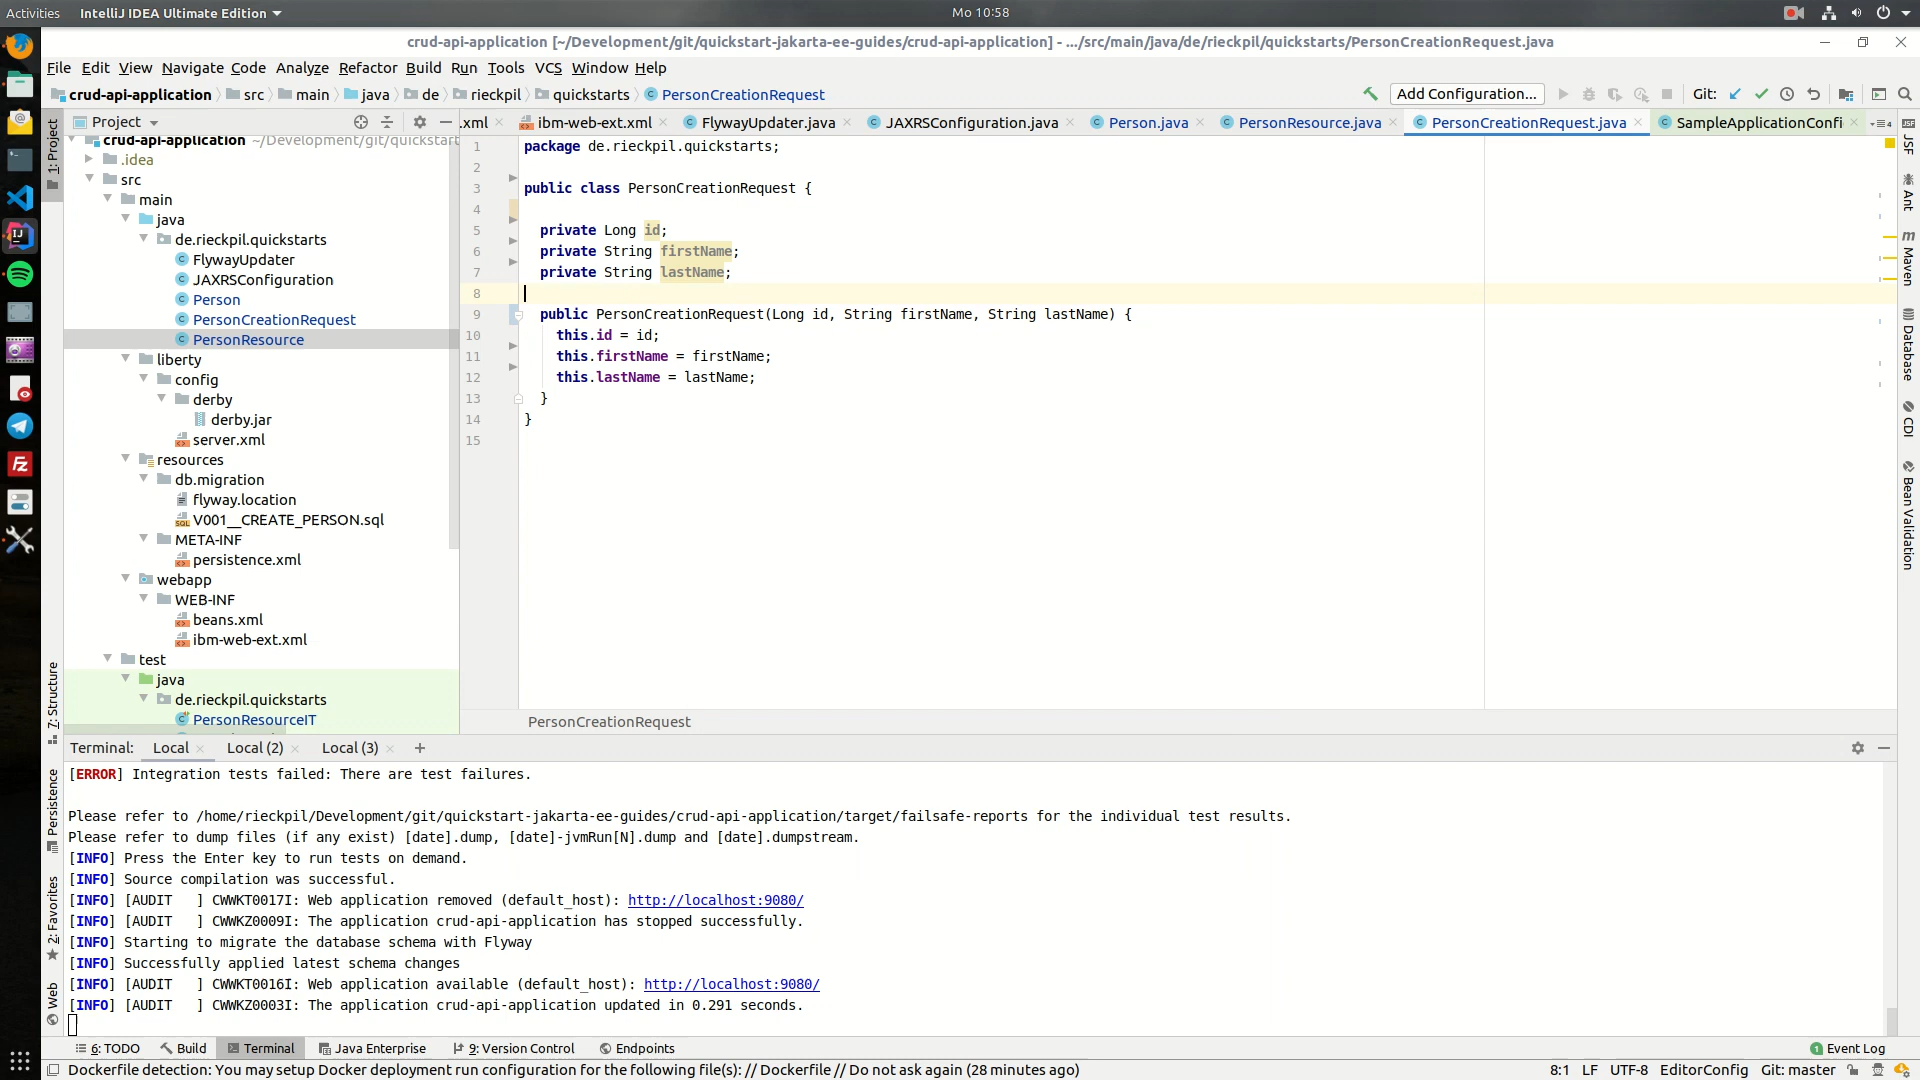 Activities IntelliJ IDEA Ultimate Edition Mo 10:58
crud-api-application [~/Development/git/quickstart-jakarta-ee-guides/crud-api-application] - .../src/main/java/de/rieckpil/quickstarts/PersonCreationRequest.java
File Edit View Navigate Code Analyze Refactor Build Run Tools VCS Window Help
crud-api-application src main java de rieckpil quickstarts PersonCreationRequest Add Configuration... Git:
Project .xml ibm-web-ext.xml FlywayUpdater.java JAXRSConfiguration.java Person.java PersonResource.java PersonCreationRequest.java SampleApplicationConfi
crud-api-application ~/Development/git/quickstart
.idea
src
main
java
de.rieckpil.quickstarts
FlywayUpdater
JAXRSConfiguration
Person
PersonCreationRequest
PersonResource
liberty
config
derby
derby.jar
server.xml
resources
db.migration
flyway.location
V001__CREATE_PERSON.sql
META-INF
persistence.xml
webapp
WEB-INF
beans.xml
ibm-web-ext.xml
test
java
de.rieckpil.quickstarts
PersonResourceIT
1 package de.rieckpil.quickstarts;
2
3 public class PersonCreationRequest {
4
5 private Long id;
6 private String firstName;
7 private String lastName;
8
9 public PersonCreationRequest(Long id, String firstName, String lastName) {
10 this.id = id;
11 this.firstName = firstName;
12 this.lastName = lastName;
13 }
14 }
15
PersonCreationRequest
1: Project
7: Structure
Persistence
2: Favorites
Web
JSF
Ant
Maven
Database
CDI
Bean Validation
Terminal: Local Local (2) Local (3) +
[ERROR] Integration tests failed: There are test failures.
Please refer to /home/rieckpil/Development/git/quickstart-jakarta-ee-guides/crud-api-application/target/failsafe-reports for the individual test results.
Please refer to dump files (if any exist) [date].dump, [date]-jvmRun[N].dump and [date].dumpstream.
[INFO] Press the Enter key to run tests on demand.
[INFO] Source compilation was successful.
[INFO] [AUDIT   ] CWWKT0017I: Web application removed (default_host): http://localhost:9080/
[INFO] [AUDIT   ] CWWKZ0009I: The application crud-api-application has stopped successfully.
[INFO] Starting to migrate the database schema with Flyway
[INFO] Successfully applied latest schema changes
[INFO] [AUDIT   ] CWWKT0016I: Web application available (default_host): http://localhost:9080/
[INFO] [AUDIT   ] CWWKZ0003I: The application crud-api-application updated in 0.291 seconds.
6: TODO Build Terminal Java Enterprise 9: Version Control Endpoints 1 Event Log
Dockerfile detection: You may setup Docker deployment run configuration for the following file(s): // Dockerfile // Do not ask again (28 minutes ago) 8:1 LF UTF-8 EditorConfig Git: master